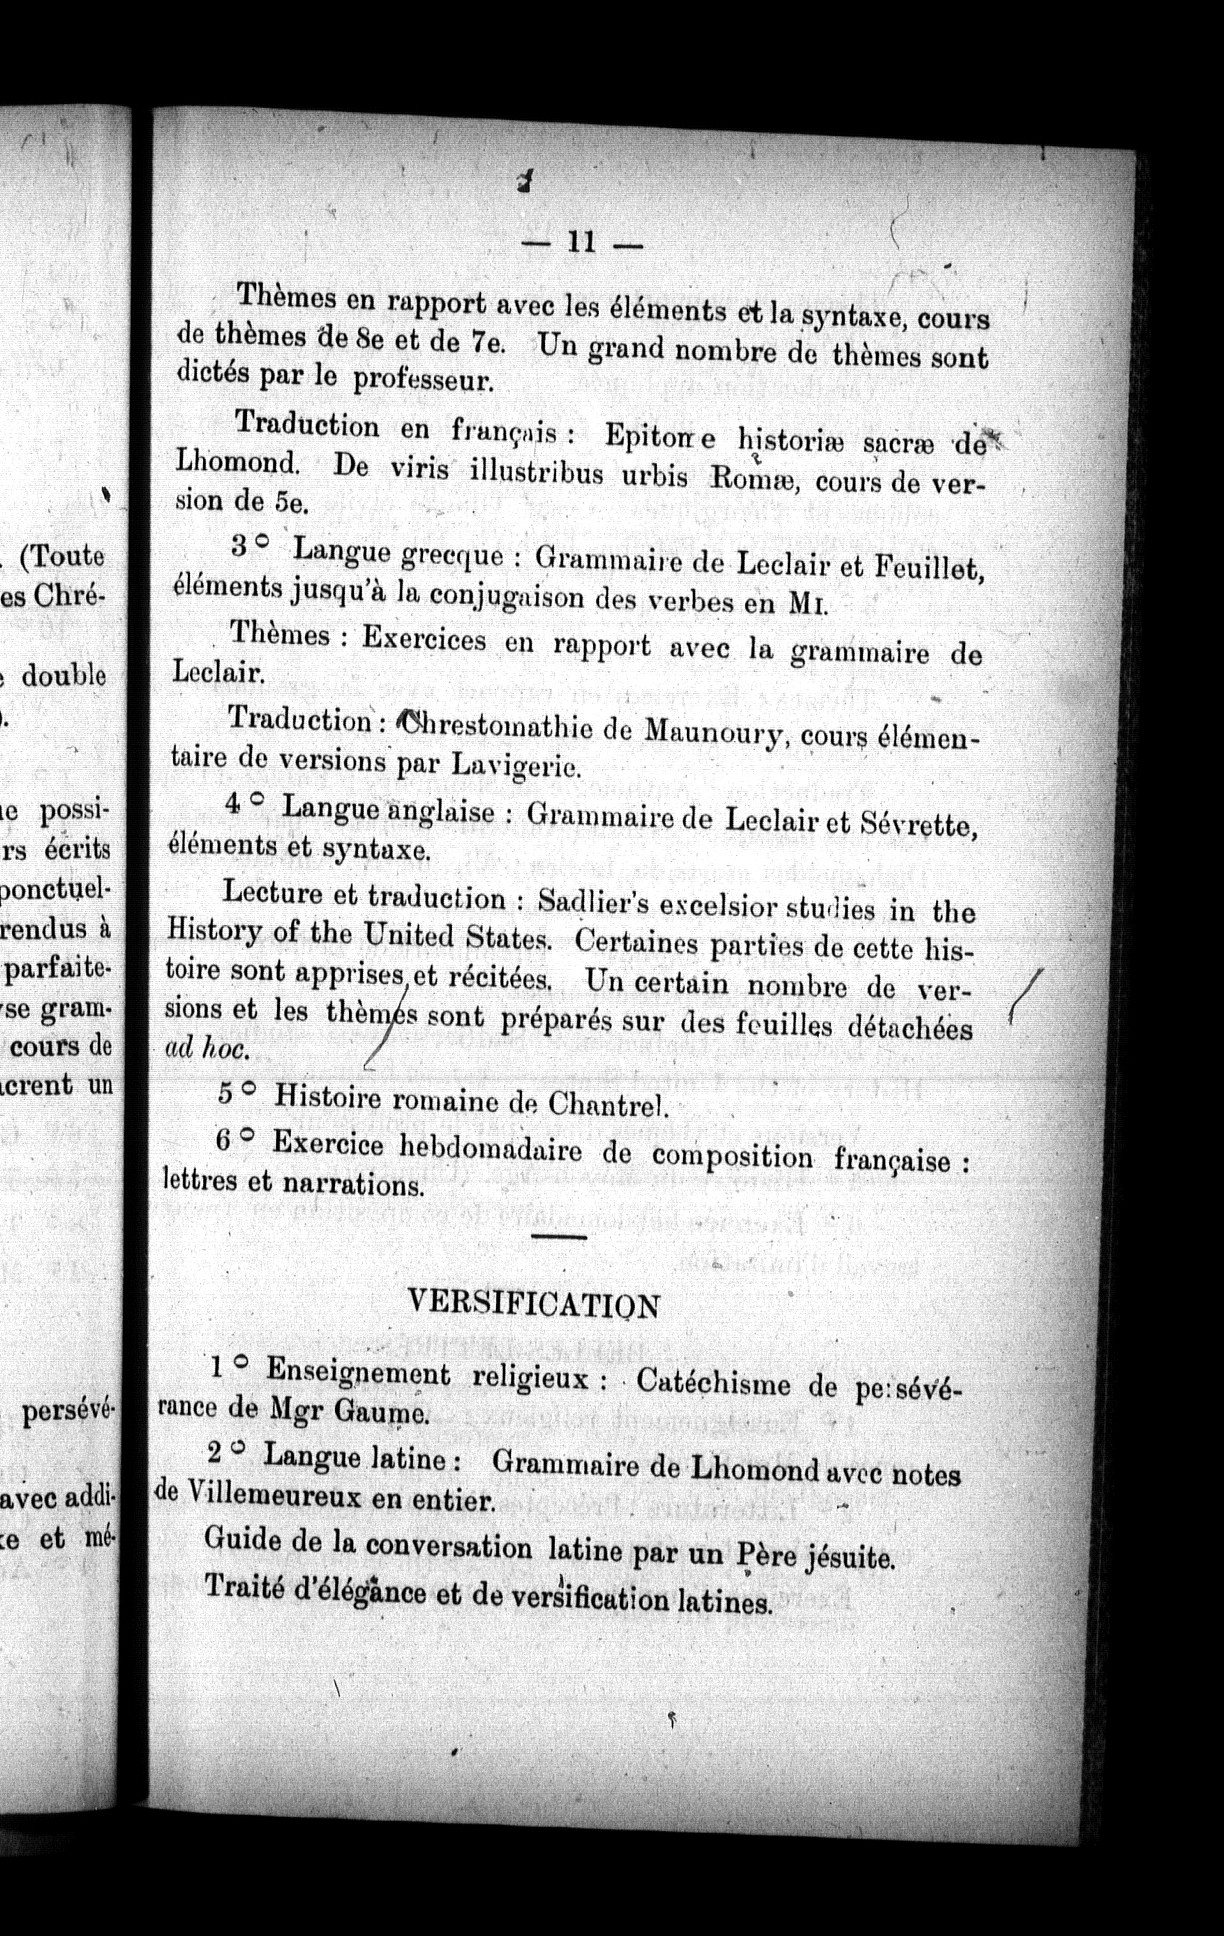 — 11 —
Thèmes en rapport avec les éléments et la syntaxe, cours
de thèmes de 8e et de 7e. Un grand nombre de thèmes sont
dictés par le professeur.
Traduction en français : Epitome historiæ sacræ de
Lhomond. De viris illustribus urbis Romæ, cours de ver-
sion de 5e.
3° Langue grecque : Grammaire de Leclair et Feuillet,
éléments jusqu'à la conjugaison des verbes en MI.
Thèmes : Exercices en rapport avec la grammaire de
Leclair.
Traduction : Chrestomathie de Maunoury, cours élémen-
taire de versions par Lavigerie.
4° Langue anglaise : Grammaire de Leclair et Sévrette,
éléments et syntaxe.
Lecture et traduction : Sadlier's excelsior studies in the
History of the United States. Certaines parties de cette his-
toire sont apprises et récitées. Un certain nombre de ver-
sions et les thèmes sont préparés sur des feuilles détachées
ad hoc.
5° Histoire romaine de Chantrel.
6° Exercice hebdomadaire de composition française :
lettres et narrations.
VERSIFICATION
1° Enseignement religieux : Catéchisme de persévé-
rance de Mgr Gaume.
2° Langue latine : Grammaire de Lhomond avec notes
de Villemeureux en entier.
Guide de la conversation latine par un Père jésuite.
Traité d'élégance et de versification latines.
(Toute
es Chré-
double
possi-
rs écrits
ponctuel-
rendus à
parfaite-
se gram-
cours de
crent un
persévé-
avec addi-
et mé-